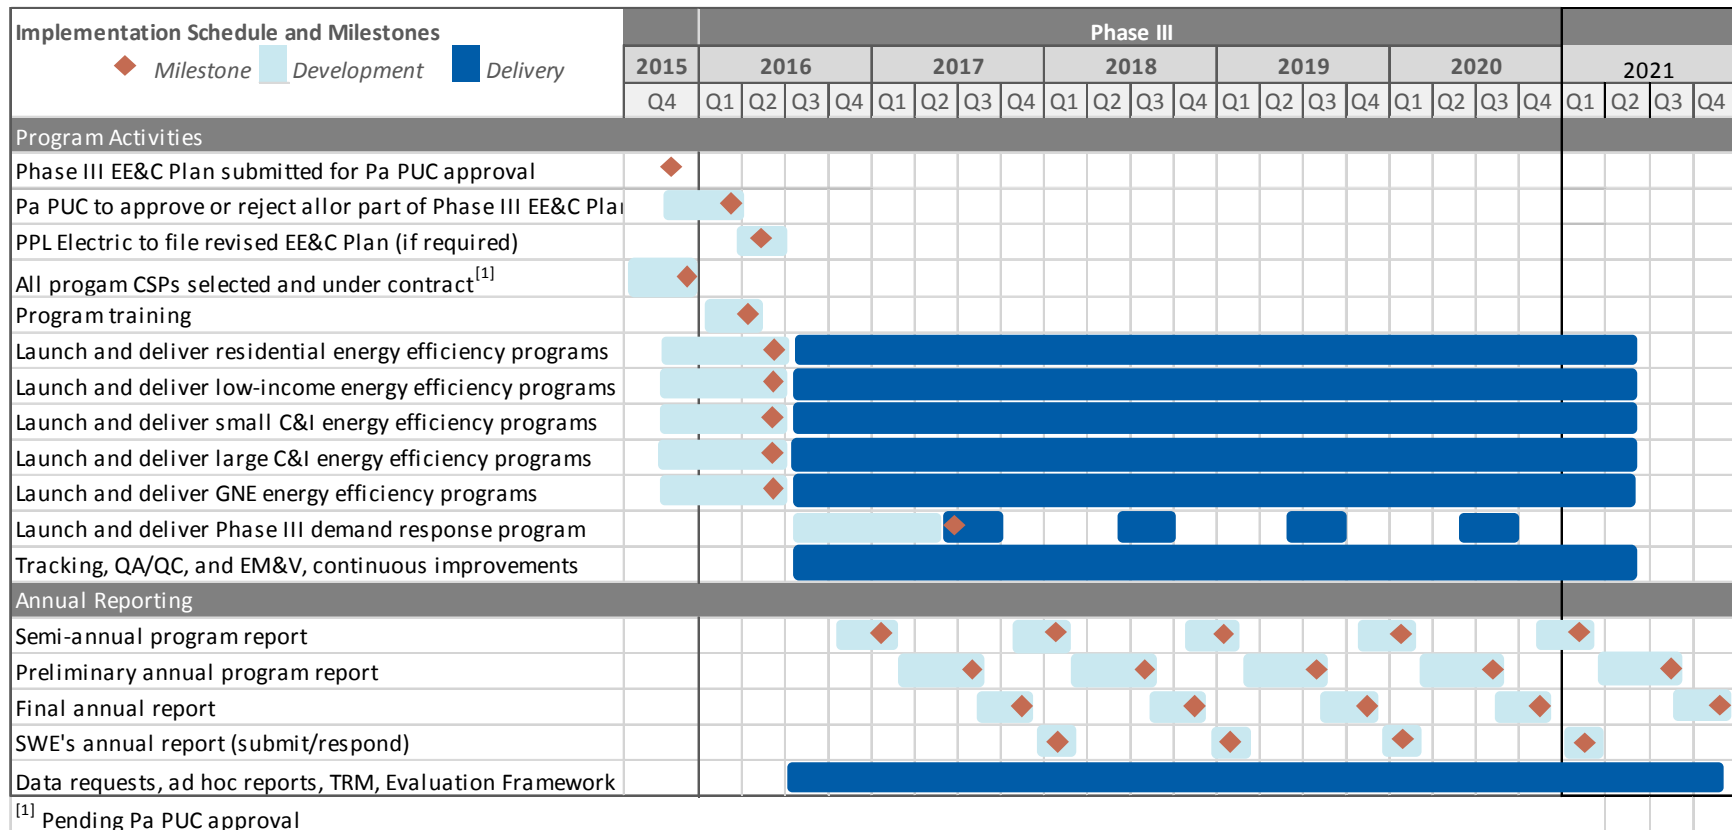 Implementation Schedule and Milestones
Phase III
Milestone Development Delivery
2015 2016 2017 2018 2019 2020 2021
Q4 Q1 Q2 Q3 Q4 Q1 Q2 Q3 Q4 Q1 Q2 Q3 Q4 Q1 Q2 Q3 Q4 Q1 Q2 Q3 Q4 Q1 Q2 Q3 Q4
Program Activities
Phase III EE&C Plan submitted for Pa PUC approval
Pa PUC to approve or reject allor part of Phase III EE&C Plan
PPL Electric to file revised EE&C Plan (if required)
All progam CSPs selected and under contract[1]
Program training
Launch and deliver residential energy efficiency programs
Launch and deliver low-income energy efficiency programs
Launch and deliver small C&I energy efficiency programs
Launch and deliver large C&I energy efficiency programs
Launch and deliver GNE energy efficiency programs
Launch and deliver Phase III demand response program
Tracking, QA/QC, and EM&V, continuous improvements
Annual Reporting
Semi-annual program report
Preliminary annual program report
Final annual report
SWE's annual report (submit/respond)
Data requests, ad hoc reports, TRM, Evaluation Framework
[1] Pending Pa PUC approval